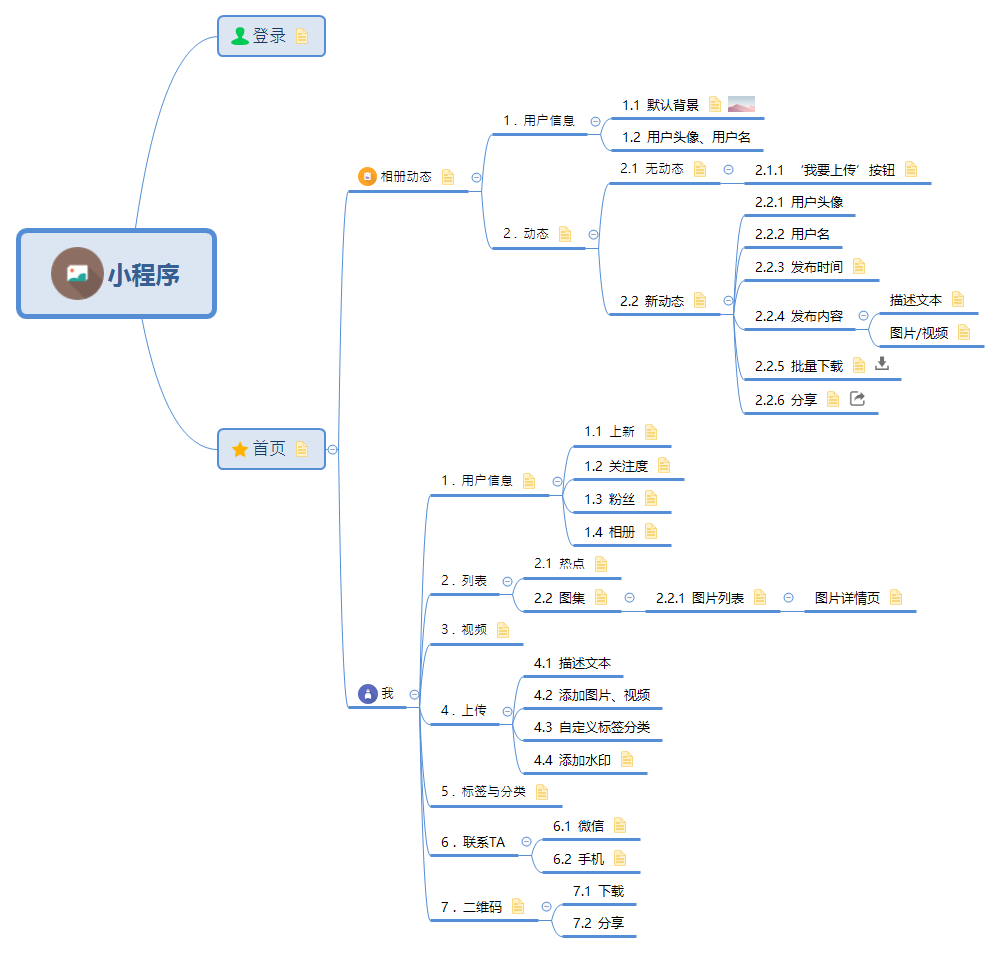 登录
小程序
首页
相册动态
1. 用户信息
1.1 默认背景
1.2 用户头像、用户名
2. 动态
2.1 无动态
2.1.1 ‘我要上传’按钮
2.2 新动态
2.2.1 用户头像
2.2.2 用户名
2.2.3 发布时间
2.2.4 发布内容
描述文本
图片/视频
2.2.5 批量下载
2.2.6 分享
我
1. 用户信息
1.1 上新
1.2 关注度
1.3 粉丝
1.4 相册
2. 列表
2.1 热点
2.2 图集
2.2.1 图片列表
图片详情页
3. 视频
4. 上传
4.1 描述文本
4.2 添加图片、视频
4.3 自定义标签分类
4.4 添加水印
5. 标签与分类
6. 联系TA
6.1 微信
6.2 手机
7. 二维码
7.1 下载
7.2 分享